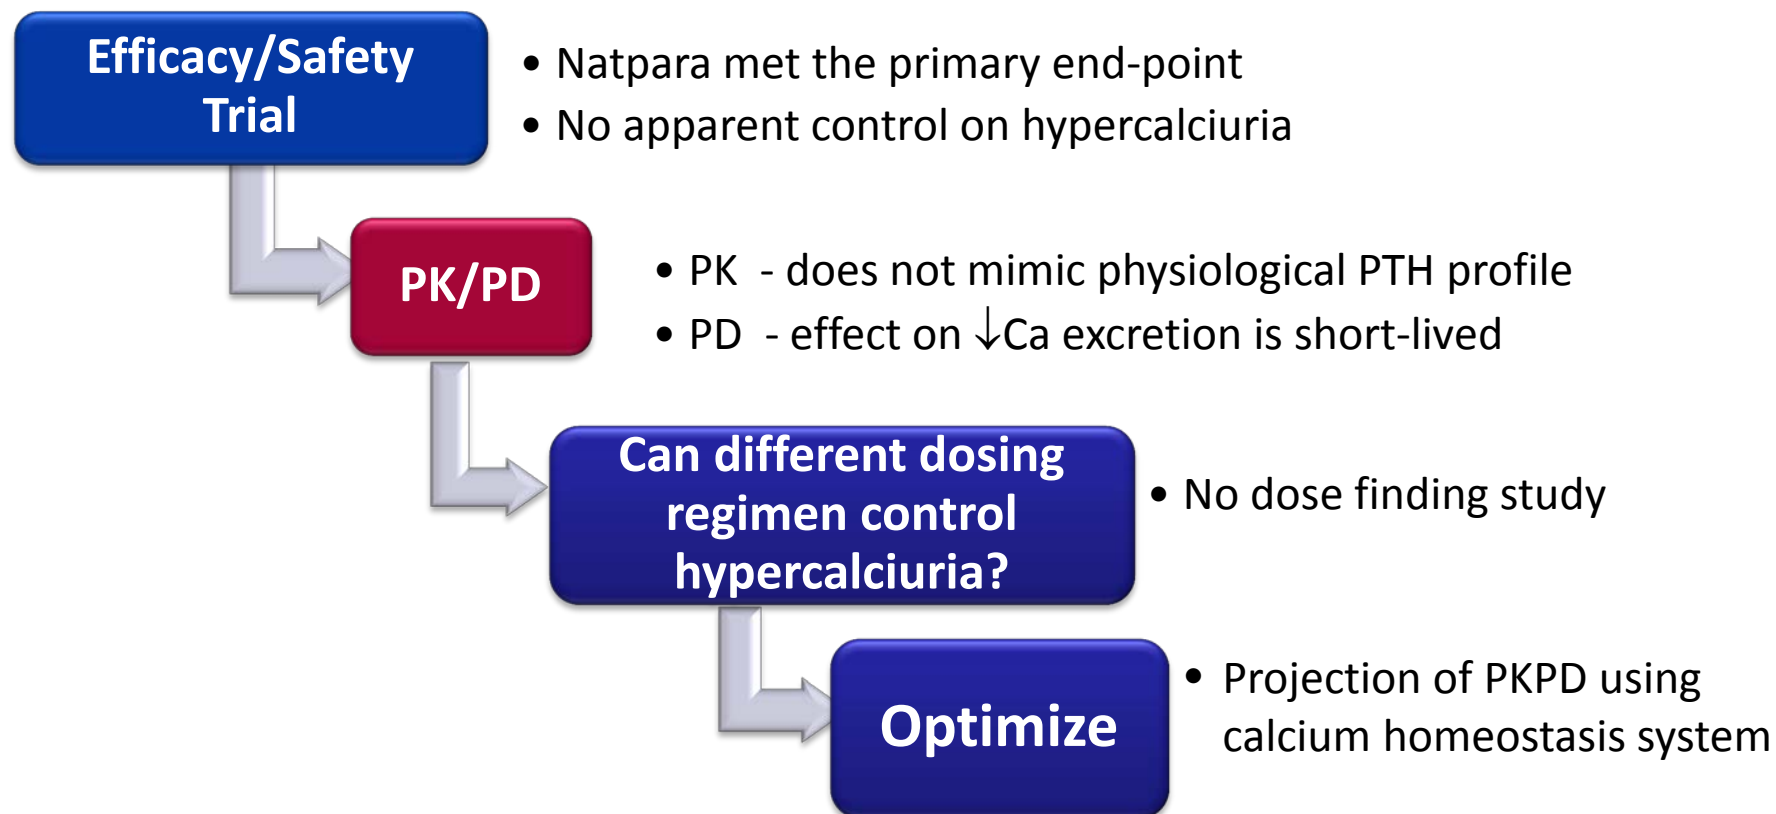 Efficacy/Safety
Trial
• Natpara met the primary end-point
• No apparent control on hypercalciuria
PK/PD
• PK - does not mimic physiological PTH profile
• PD - effect on ↓Ca excretion is short-lived
Can different dosing
regimen control
hypercalciuria?
• No dose finding study
Optimize
• Projection of PKPD using
calcium homeostasis system